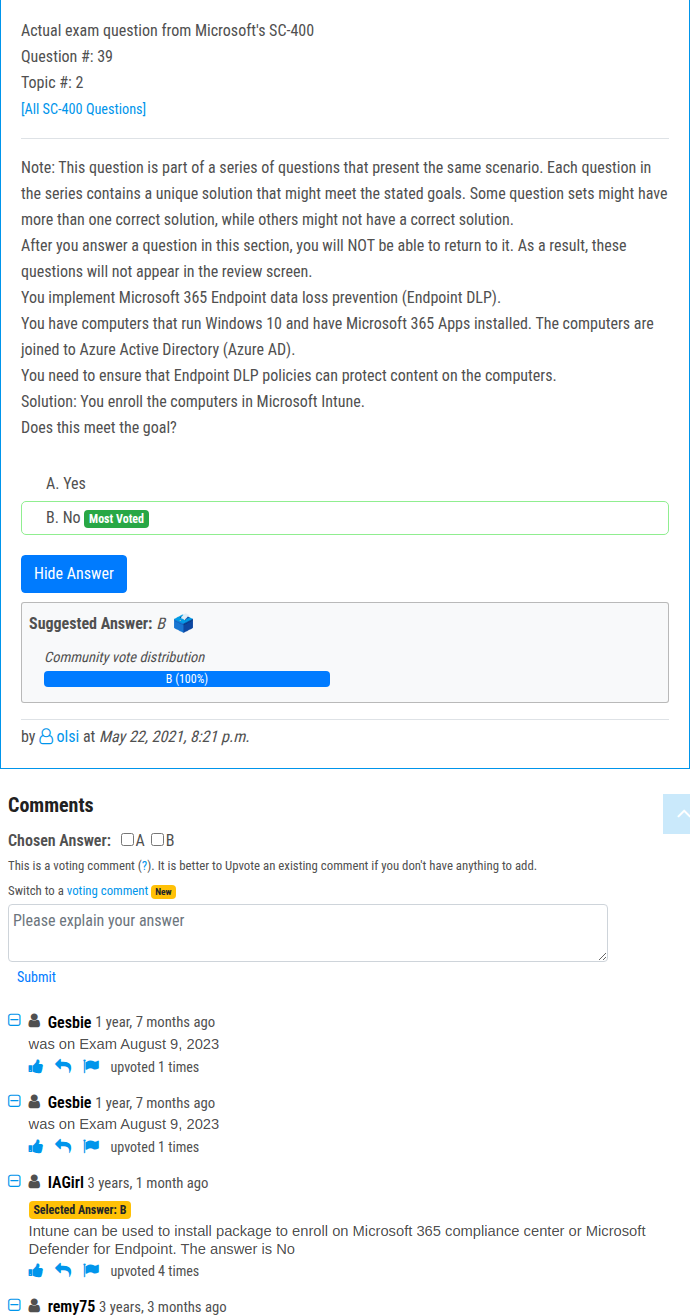 Actual exam question from Microsoft's SC-400
Question #: 39
Topic #: 2
[All SC-400 Questions]
Note: This question is part of a series of questions that present the same scenario. Each question in
the series contains a unique solution that might meet the stated goals. Some question sets might have
more than one correct solution, while others might not have a correct solution.
After you answer a question in this section, you will NOT be able to return to it. As a result, these
questions will not appear in the review screen.
You implement Microsoft 365 Endpoint data loss prevention (Endpoint DLP).
You have computers that run Windows 10 and have Microsoft 365 Apps installed. The computers are
joined to Azure Active Directory (Azure AD).
You need to ensure that Endpoint DLP policies can protect content on the computers.
Solution: You enroll the computers in Microsoft Intune.
Does this meet the goal?
A. Yes
B. No Most Voted
Hide Answer
Suggested Answer: B
Community vote distribution
B (100%)
by olsi at May 22, 2021, 8:21 p.m.
Comments
Chosen Answer: A B
This is a voting comment (?). It is better to Upvote an existing comment if you don't have anything to add.
Switch to a voting comment New
Please explain your answer
Submit
Gesbie 1 year, 7 months ago
was on Exam August 9, 2023
upvoted 1 times
Gesbie 1 year, 7 months ago
was on Exam August 9, 2023
upvoted 1 times
IAGirl 3 years, 1 month ago
Selected Answer: B
Intune can be used to install package to enroll on Microsoft 365 compliance center or Microsoft
Defender for Endpoint. The answer is No
upvoted 4 times
remy75 3 years, 3 months ago